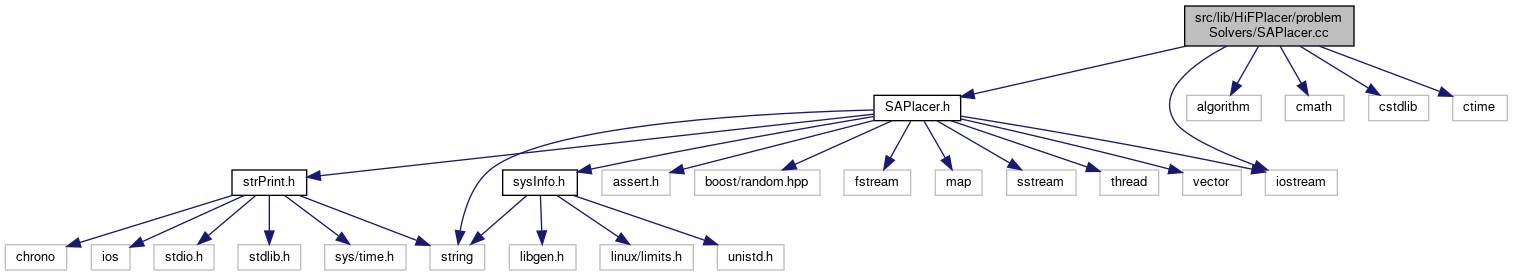 src/lib/HiFPlacer/problem
Solvers/SAPlacer.cc
SAPlacer.h
algorithm
cmath
cstdlib
ctime
strPrint.h
sysInfo.h
assert.h
boost/random.hpp
fstream
map
sstream
thread
vector
iostream
chrono
ios
stdio.h
stdlib.h
sys/time.h
string
libgen.h
linux/limits.h
unistd.h